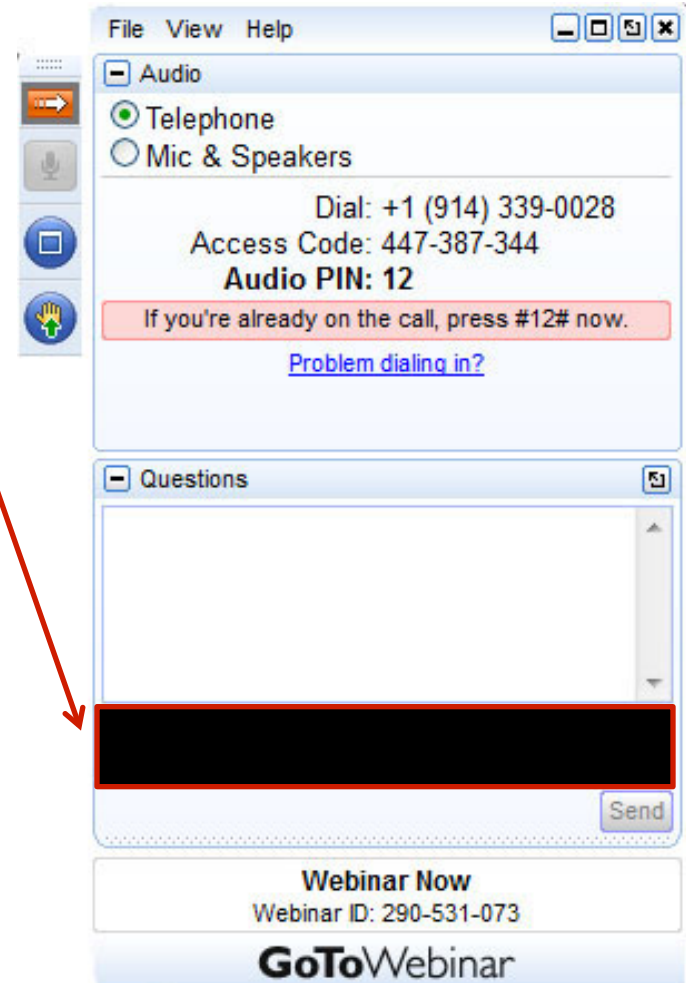 File View Help
Audio
Telephone
Mic & Speakers
Dial: +1 (914) 339-0028
Access Code: 447-387-344
Audio PIN: 12
If you're already on the call, press #12# now.
Problem dialing in?
Questions
Send
Webinar Now
Webinar ID: 290-531-073
GoToWebinar